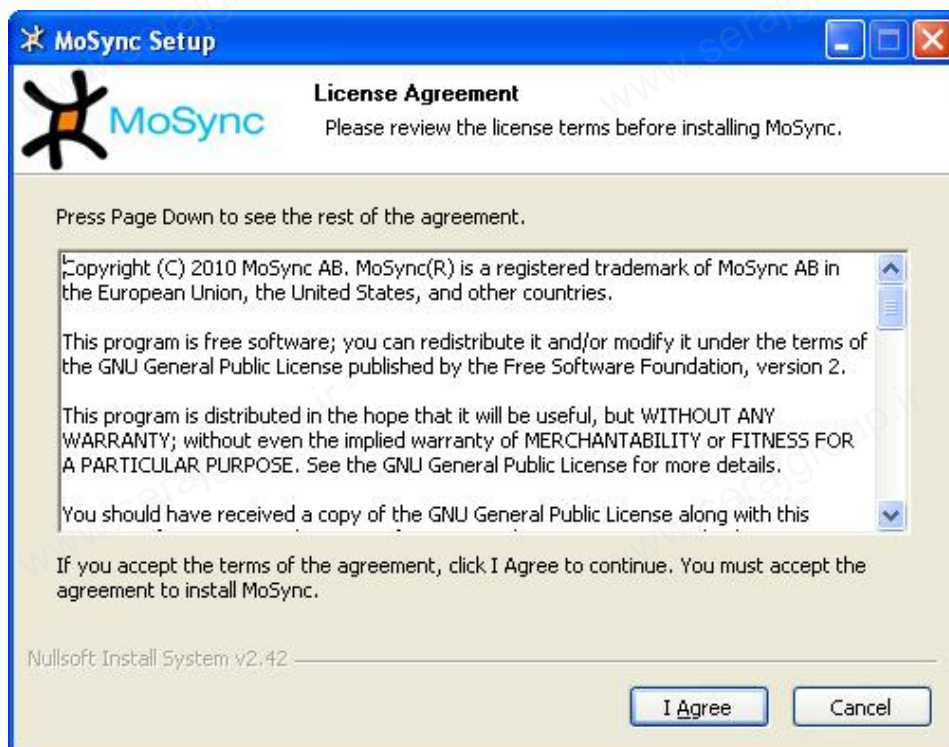 MoSync Setup
MoSync
License Agreement
Please review the license terms before installing MoSync.
Press Page Down to see the rest of the agreement.
Copyright (C) 2010 MoSync AB. MoSync(R) is a registered trademark of MoSync AB in
the European Union, the United States, and other countries.
This program is free software; you can redistribute it and/or modify it under the terms of
the GNU General Public License published by the Free Software Foundation, version 2.
This program is distributed in the hope that it will be useful, but WITHOUT ANY
WARRANTY; without even the implied warranty of MERCHANTABILITY or FITNESS FOR
A PARTICULAR PURPOSE. See the GNU General Public License for more details.
You should have received a copy of the GNU General Public License along with this
If you accept the terms of the agreement, click I Agree to continue. You must accept the
agreement to install MoSync.
Nullsoft Install System v2.42
I Agree
Cancel
www.serajgroup.ir